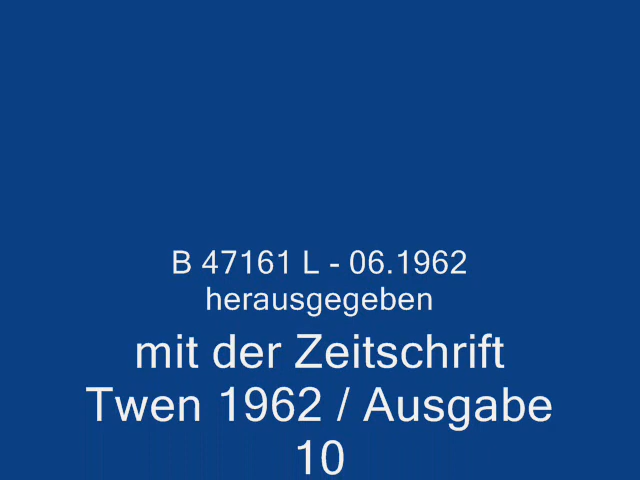 B 47161 L - 06.1962
herausgegeben
mit der Zeitschrift
Twen 1962 / Ausgabe
10